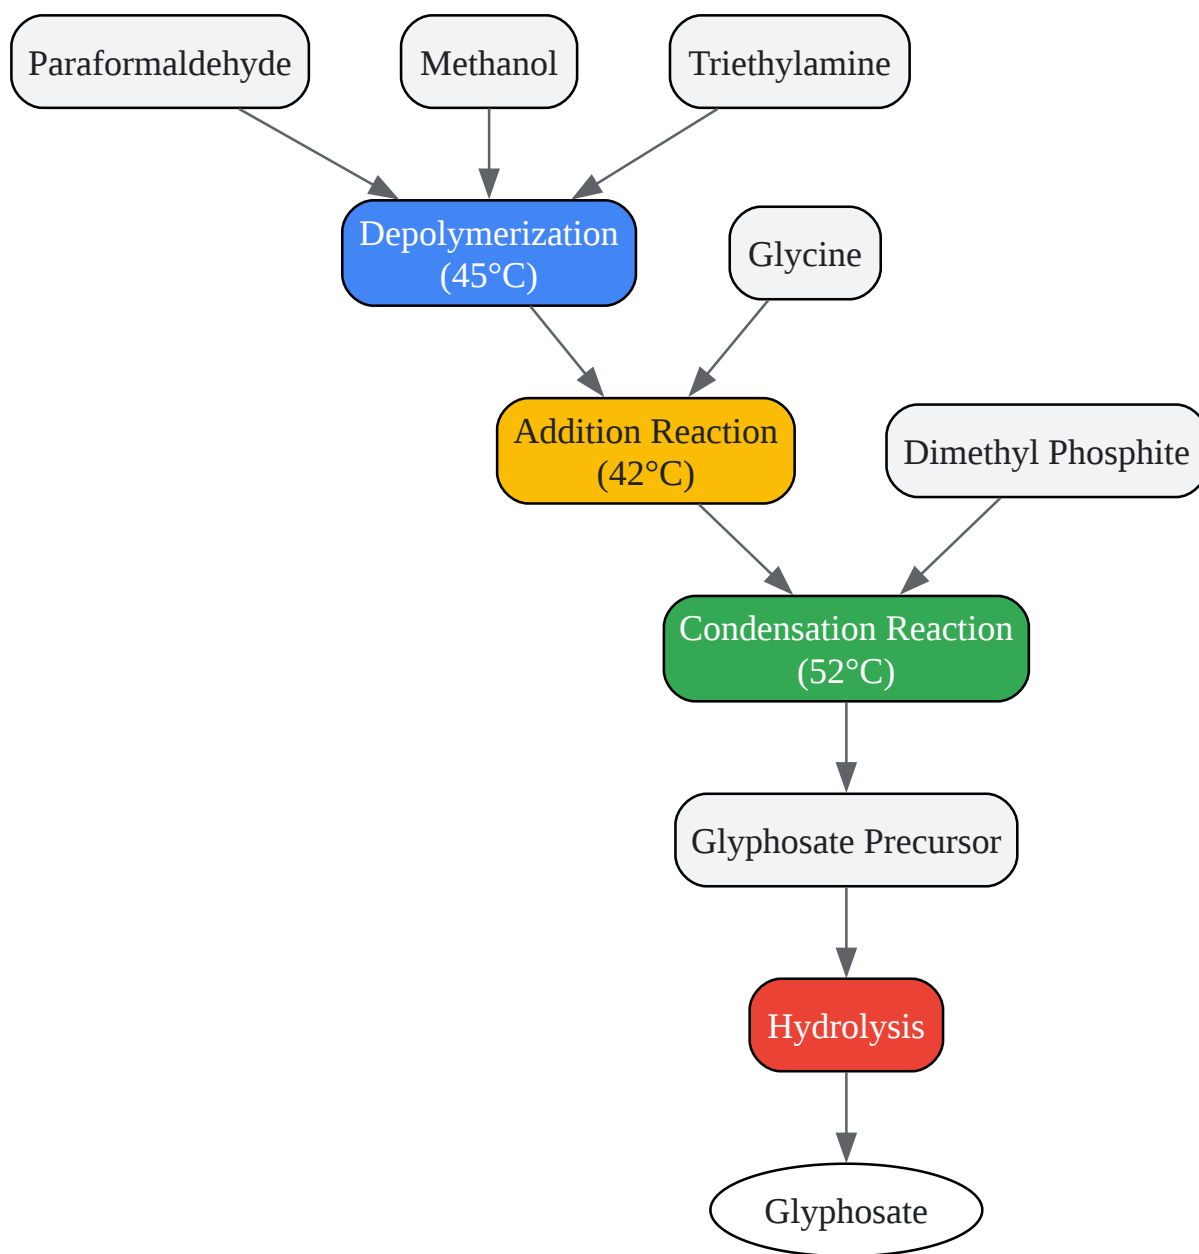 Paraformaldehyde
Methanol
Triethylamine
Depolymerization
(45°C)
Glycine
Addition Reaction
(42°C)
Dimethyl Phosphite
Condensation Reaction
(52°C)
Glyphosate Precursor
Hydrolysis
Glyphosate